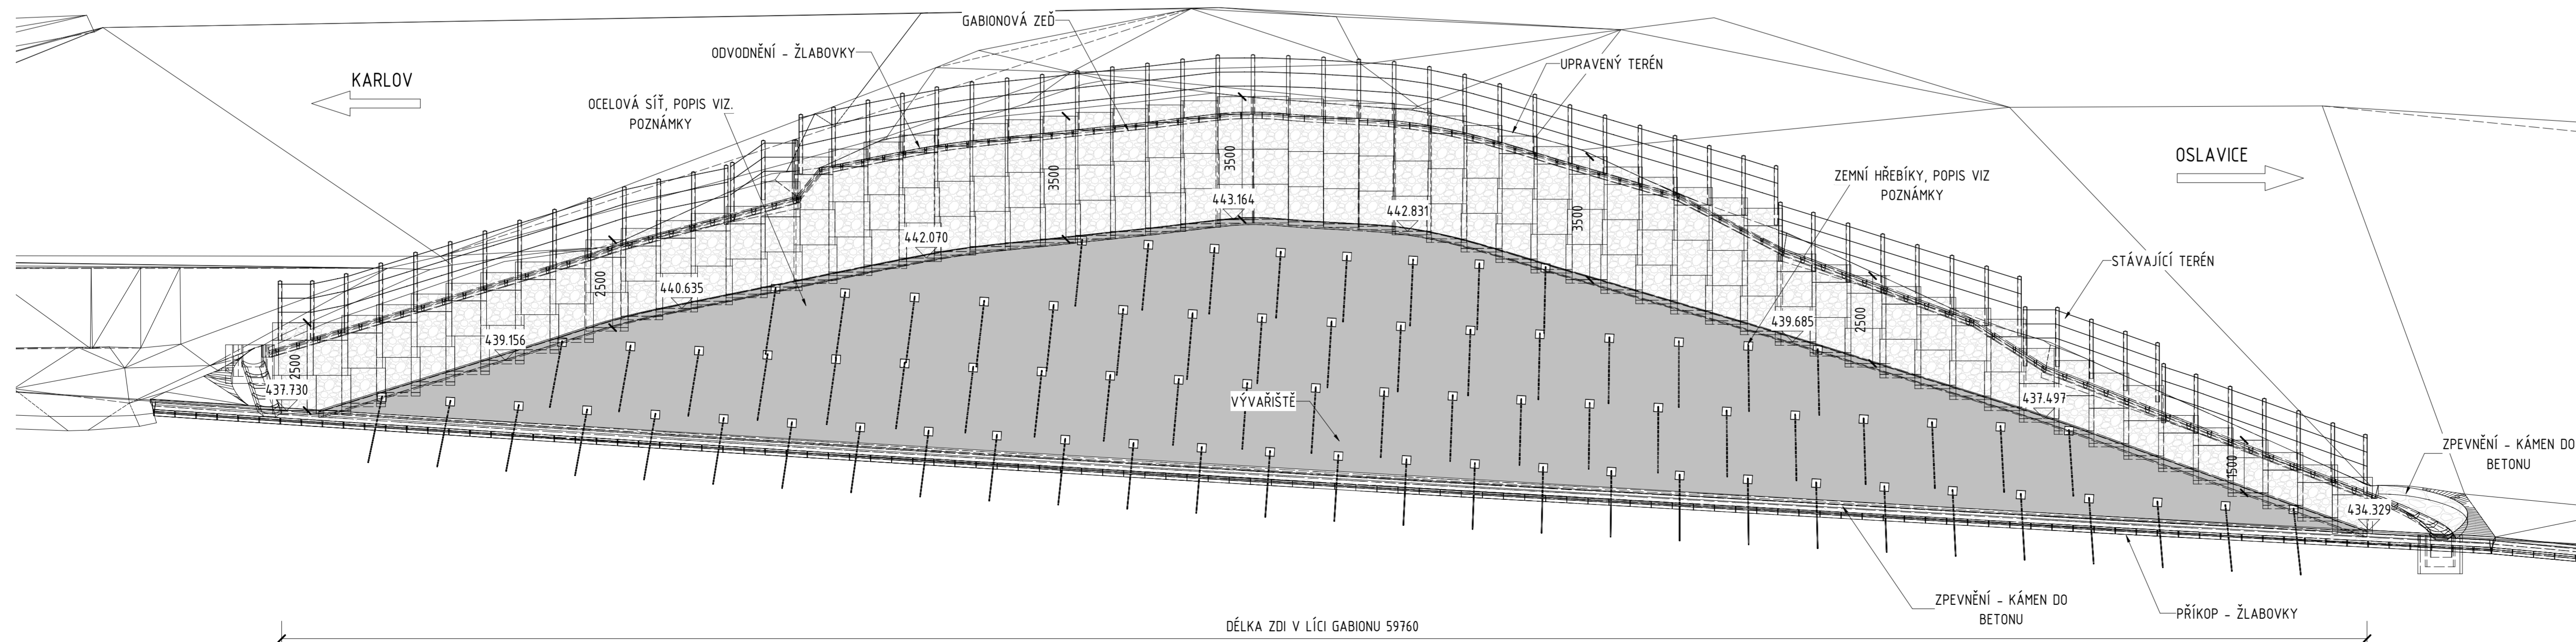 GABIONOVÁ ZEĎ
ODVODNĚNÍ - ŽLABOVKY
KARLOV
OCELOVÁ SÍŤ, POPIS VIZ.
POZNÁMKY
UPRAVENÝ TERÉN
OSLAVICE
ZEMNÍ HŘEBÍKY, POPIS VIZ
POZNÁMKY
STÁVAJÍCÍ TERÉN
3500
3500
3500
2500
2500
2500
1500
437.730
439.156
440.635
442.070
443.164
442.831
439.685
437.497
434.329
VÝVAŘIŠTĚ
ZPEVNĚNÍ - KÁMEN DO
BETONU
ZPEVNĚNÍ - KÁMEN DO
BETONU
PŘÍKOP - ŽLABOVKY
DÉLKA ZDI V LÍCI GABIONU 59760